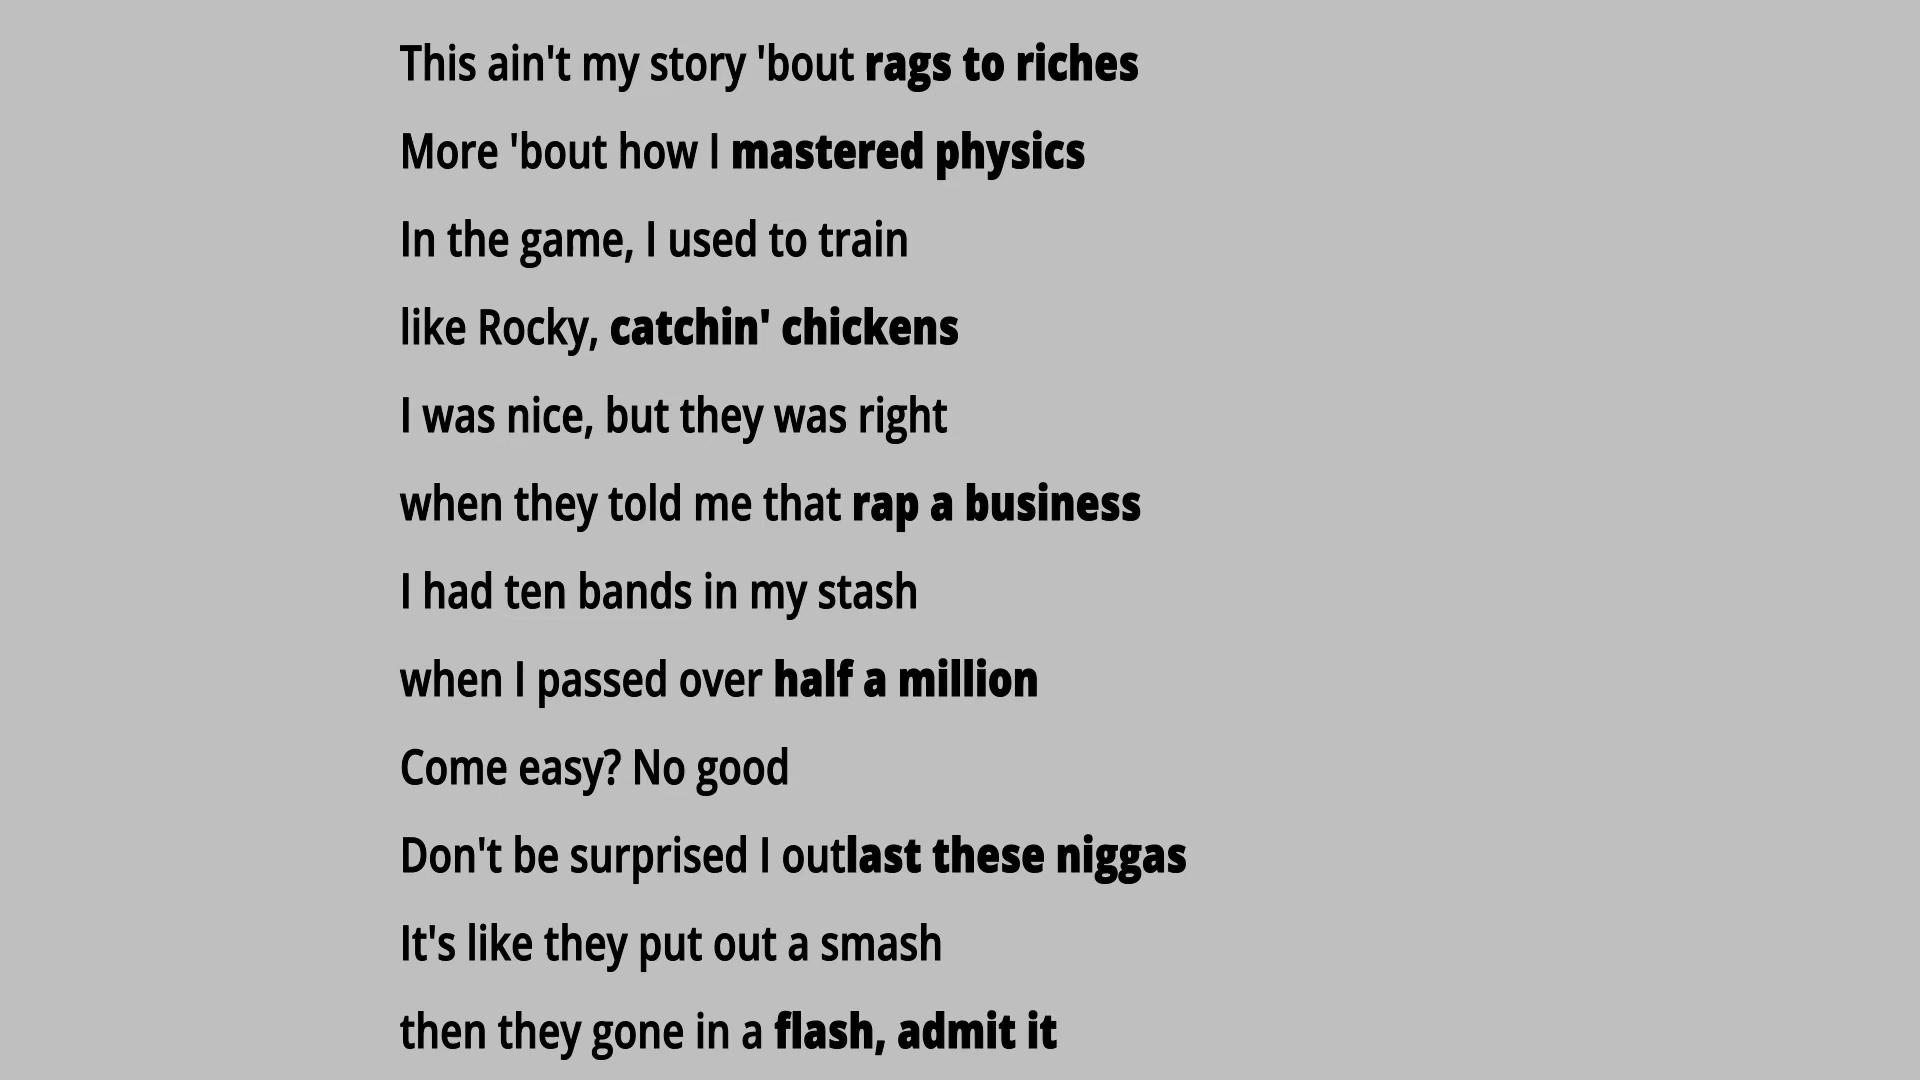 This ain't my story 'bout rags to riches
More 'bout how I mastered physics
In the game, I used to train
like Rocky, catchin' chickens
I was nice, but they was right
when they told me that rap a business
I had ten bands in my stash
when I passed over half a million
Come easy? No good
Don't be surprised I outlast these niggas
It's like they put out a smash
then they gone in a flash, admit it